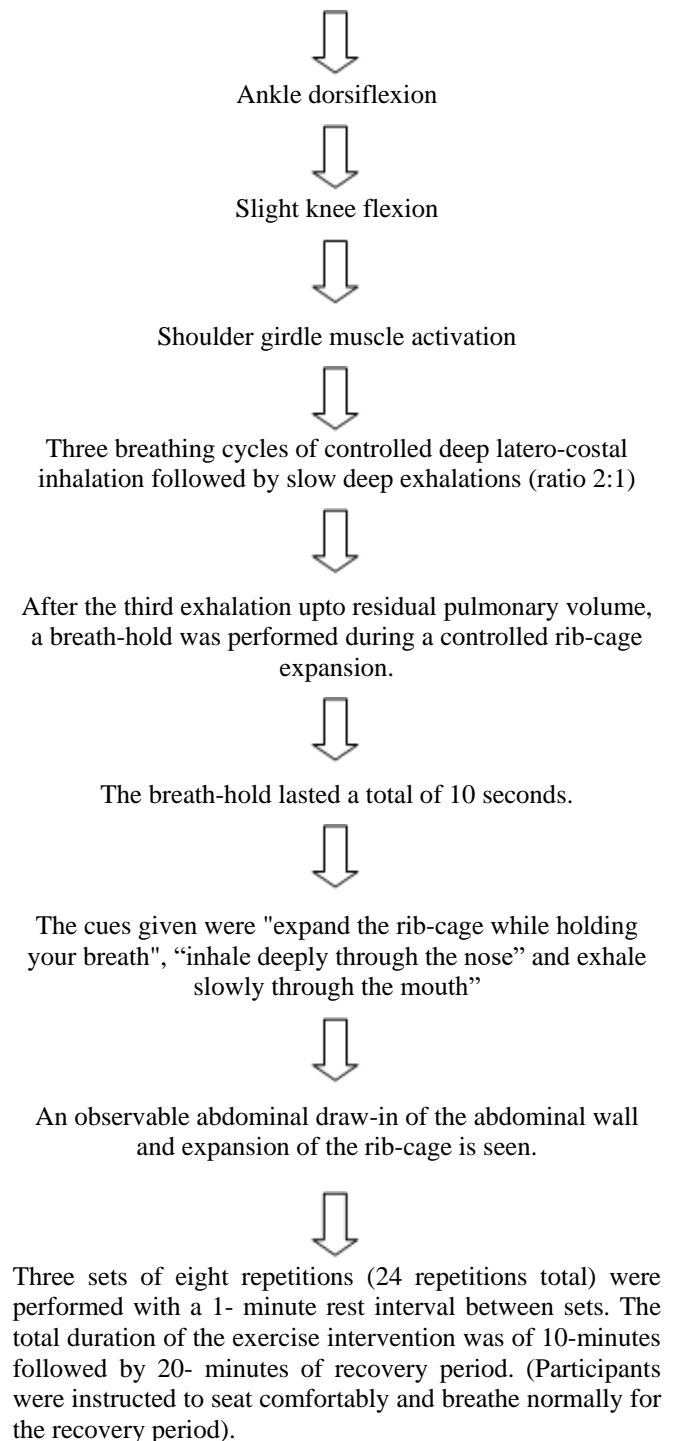 Ankle dorsiflexion
Slight knee flexion
Shoulder girdle muscle activation
Three breathing cycles of controlled deep latero-costal
inhalation followed by slow deep exhalations (ratio 2:1)
After the third exhalation upto residual pulmonary volume,
a breath-hold was performed during a controlled rib-cage
expansion.
The breath-hold lasted a total of 10 seconds.
The cues given were "expand the rib-cage while holding
your breath", “inhale deeply through the nose” and exhale
slowly through the mouth”
An observable abdominal draw-in of the abdominal wall
and expansion of the rib-cage is seen.
Three sets of eight repetitions (24 repetitions total) were
performed with a 1- minute rest interval between sets. The
total duration of the exercise intervention was of 10-minutes
followed by 20- minutes of recovery period. (Participants
were instructed to seat comfortably and breathe normally for
the recovery period).